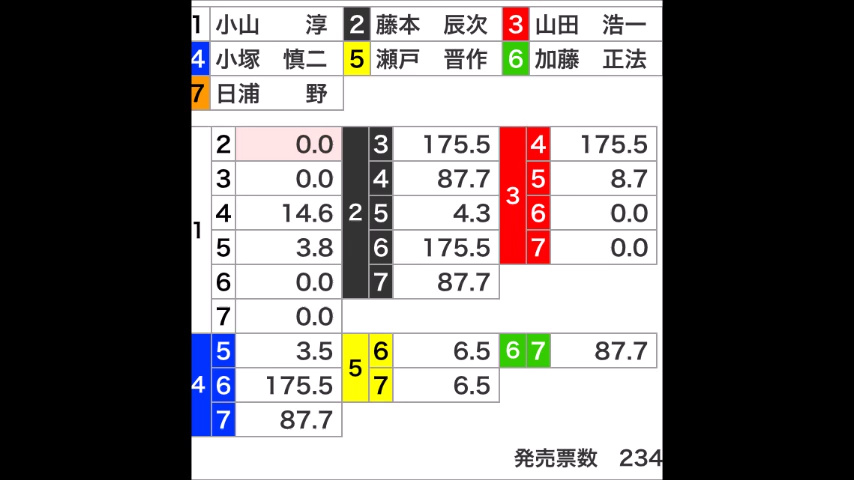 1 小山 淳 2 藤本 辰次 3 山田 浩一
4 小塚 慎二 5 瀬戸 晋作 6 加藤 正法
7 日浦 野
2 0.0 3 175.5 4 175.5
3 0.0 4 87.7 5 8.7
1 4 14.6 2 5 4.3 3 6 0.0
5 3.8 6 175.5 7 0.0
6 0.0 7 87.7
7 0.0
5 3.5 6 6.5 6 7 87.7
4 6 175.5 5 7 6.5
7 87.7
発売票数 234